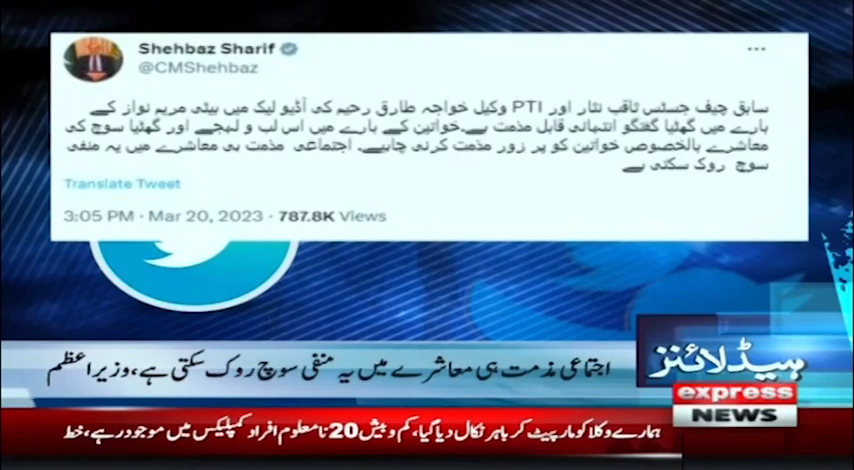 Shehbaz Sharif
@CMShehbaz
سابق چیف جسٹس ثاقب نثار اور PTI وکیل خواجہ طارق رحیم کی آڈیو لیک میں بیٹی مریم نواز کے
بارے میں گھٹیا گفتگو انتہائی قابل مذمت ہے۔خواتین کے بارے میں اس لب و لہجے اور گھٹیا سوچ کی
معاشرے بالخصوص خواتین کو پر زور مذمت کرنی چاہیے۔ اجتماعی مذمت ہی معاشرے میں یہ منفی
سوچ روک سکتی ہے
Translate Tweet
3:05 PM · Mar 20, 2023 · 787.8K Views
اجتماعی مذمت ہی معاشرے میں یہ منفی سوچ روک سکتی ہے،وزیراعظم
ہیڈلائنز
express
NEWS
ہمارے وکلا کو مار پیٹ کر باہر نکال دیا گیا، کم و بیش 20 نامعلوم افراد کمپلیکس میں موجود رہے، خط